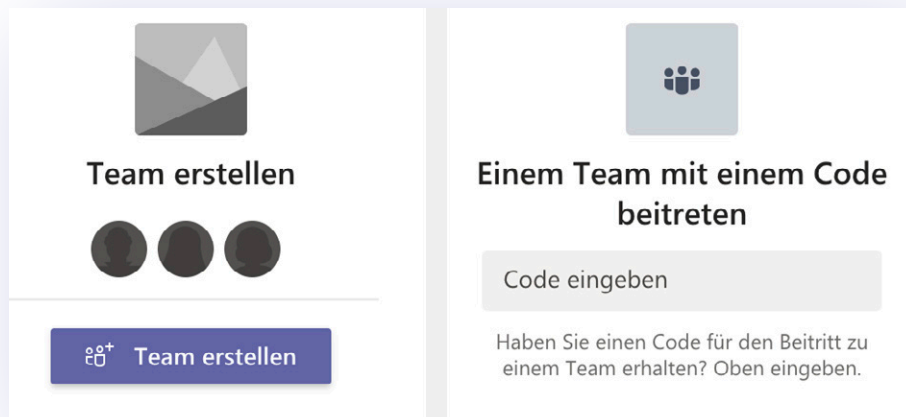 Team erstellen
Team erstellen
Einem Team mit einem Code
beitreten
Code eingeben
Haben Sie einen Code für den Beitritt zu
einem Team erhalten? Oben eingeben.